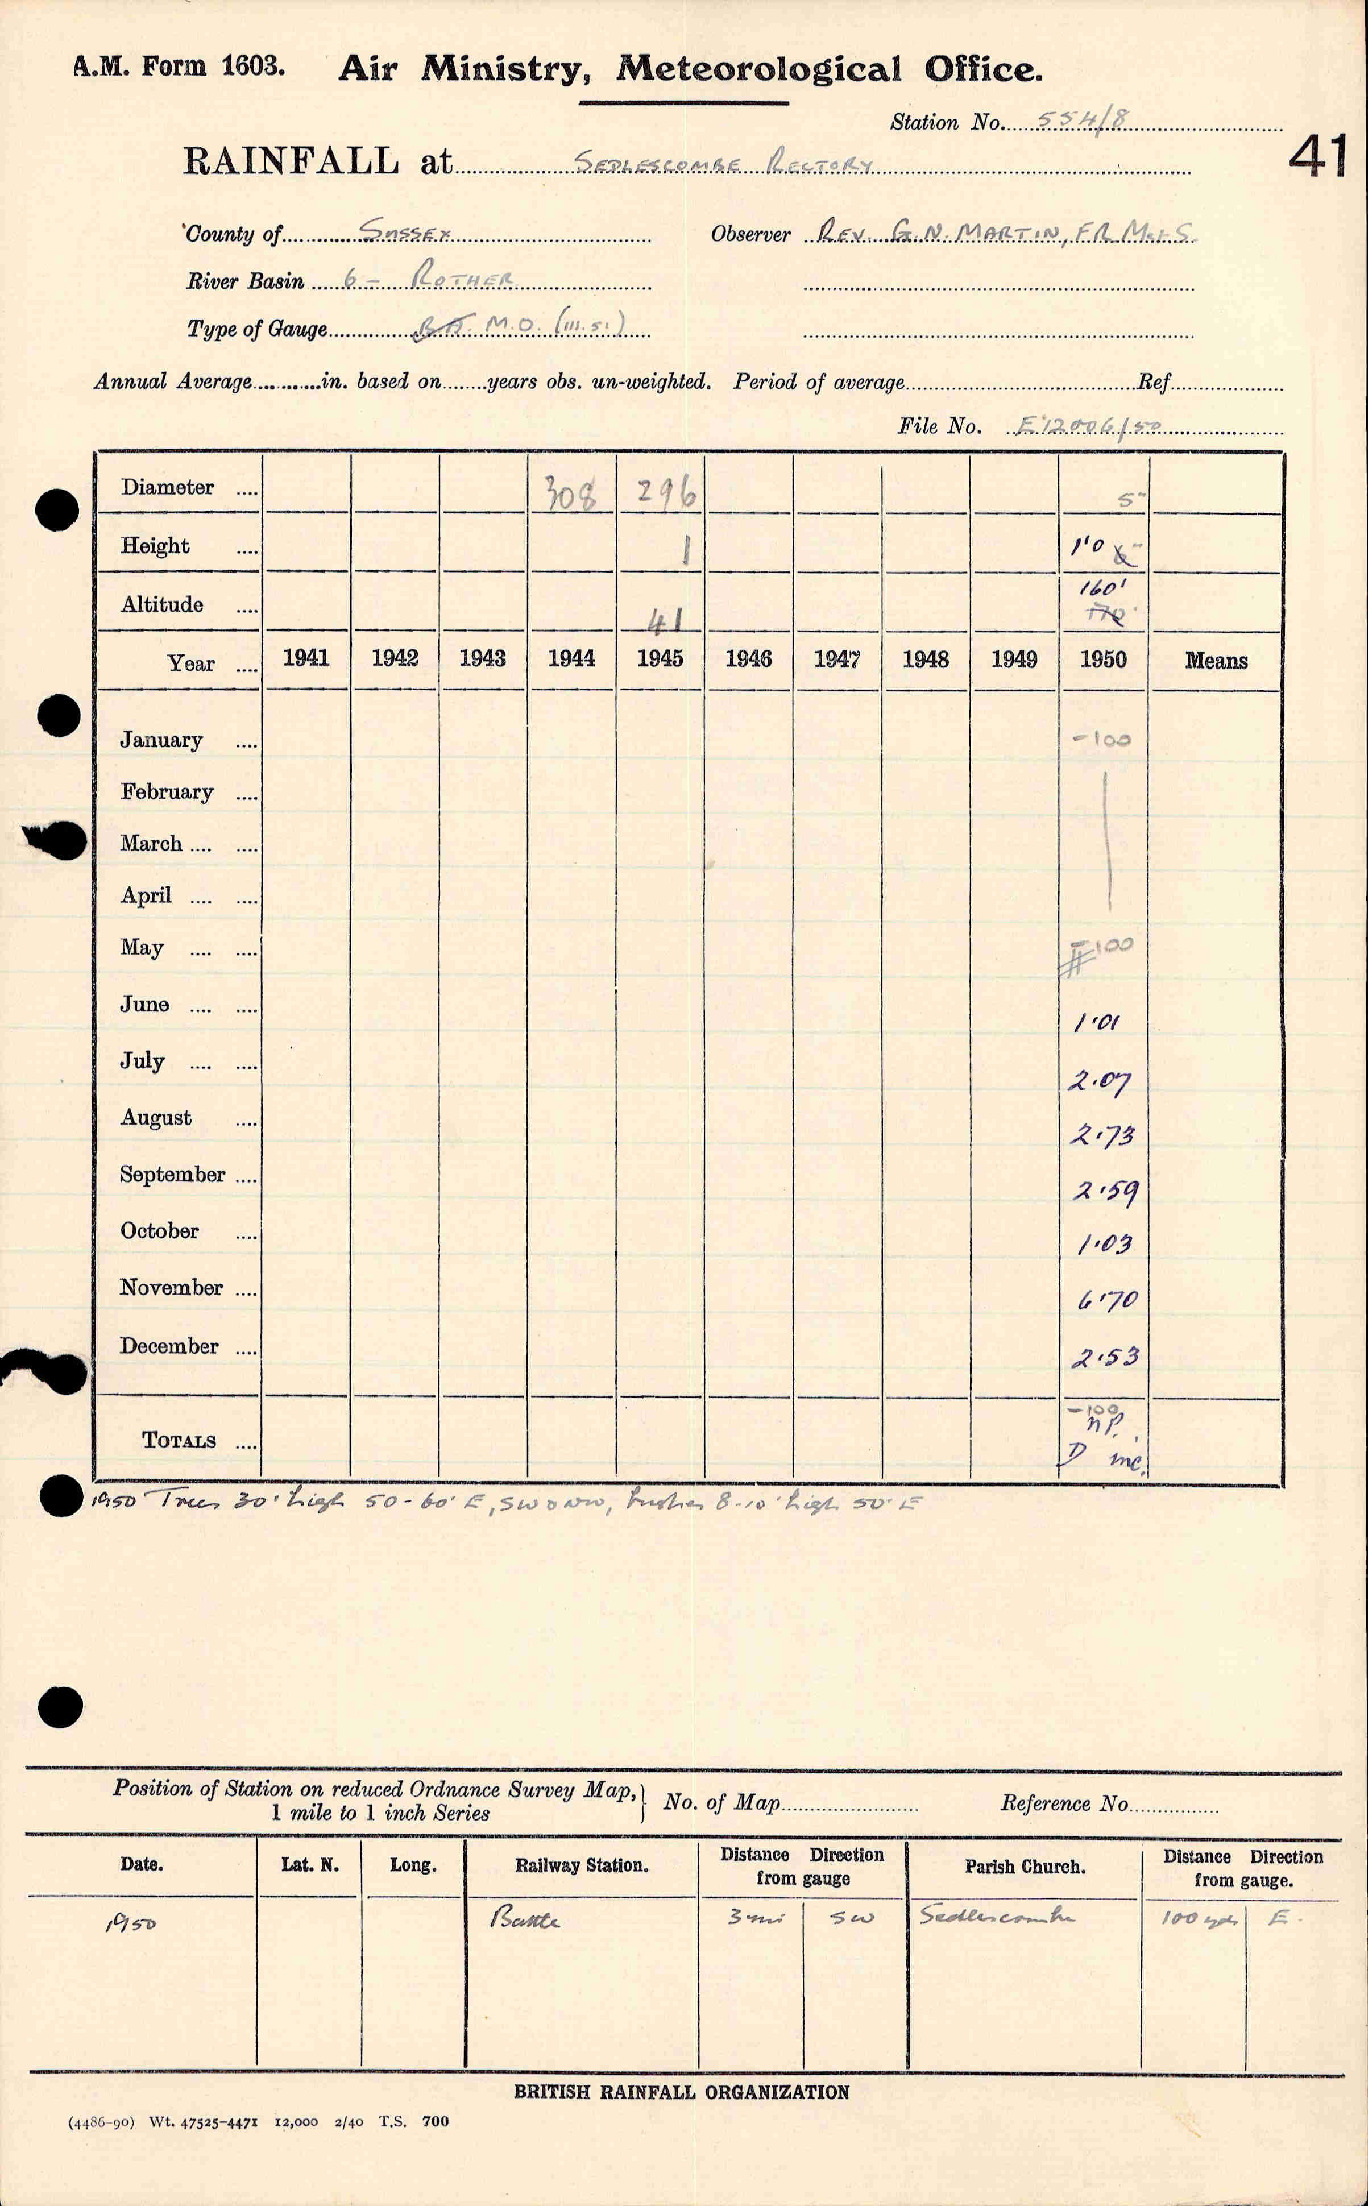 A.M. Form 1603. Air Ministry, Meteorological Office.
Station No. 554/8
41
RAINFALL at SEDLESCOMBE RECTORY
County of SUSSEX Observer REV. G.N. MARTIN, F.R.Met.S.
River Basin 6 - ROTHER
Type of Gauge B.A. M.O. (III.51)
Annual Average in. based on years obs. un-weighted. Period of average Ref.
File No. E12006/50
Diameter 308 296 5"
Height 1 1'0 6"
Altitude 160'
41 170'
Year 1941 1942 1943 1944 1945 1946 1947 1948 1949 1950 Means
January -100
February
March
April
May -100
June 1.01
July 2.07
August 2.73
September 2.59
October 1.03
November 6.70
December 2.53
-100
TOTALS nP.
D inc.
1950 Trees 30' high 50-60' E, SW & NW, bushes 8-10' high 50' E
Position of Station on reduced Ordnance Survey Map, No. of Map Reference No.
1 mile to 1 inch Series
Date. Lat. N. Long. Railway Station. Distance Direction from gauge Parish Church. Distance Direction from gauge.
1950 Battle 3 mi SW Sedlescombe 100 yds E.
BRITISH RAINFALL ORGANIZATION
(4486-90) Wt. 47525-4471 12,000 2/40 T.S. 700